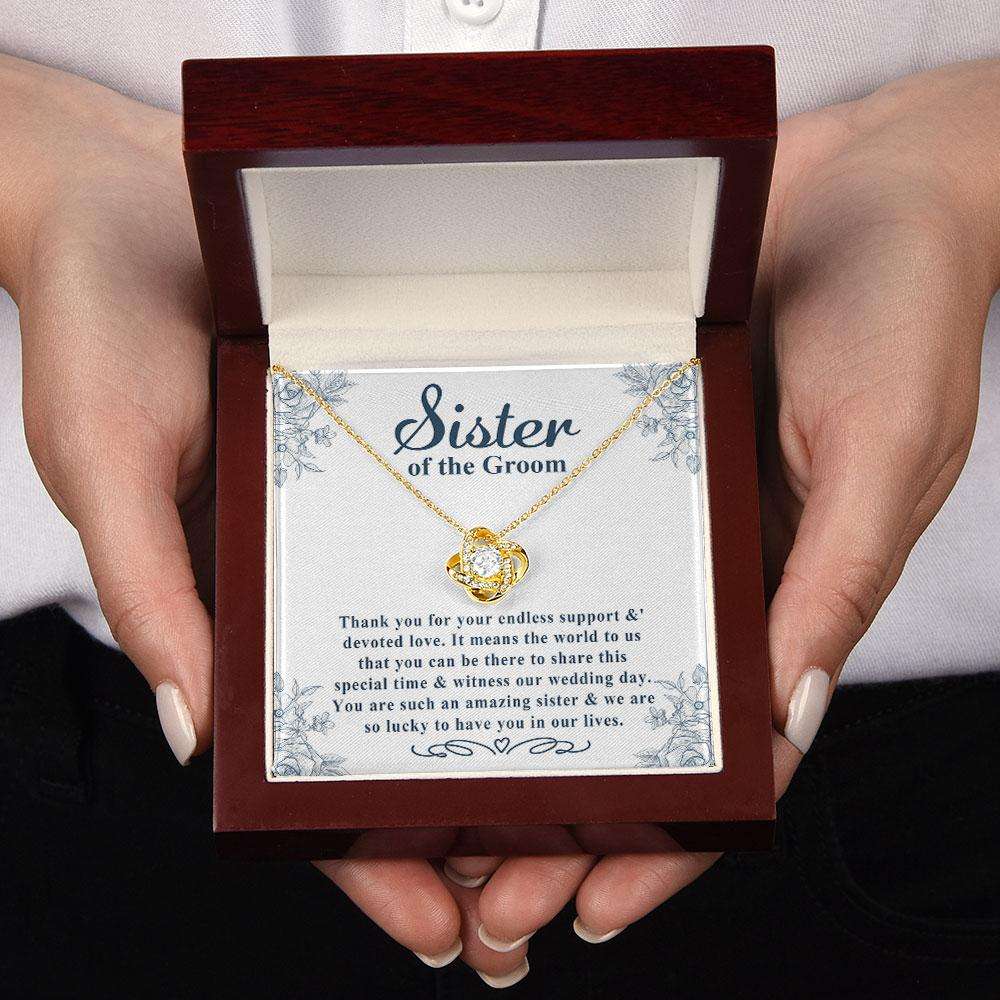 Sister
of the Groom
Thank you for your endless support &'
devoted love. It means the world to us
that you can be there to share this
special time & witness our wedding day.
You are such an amazing sister & we are
so lucky to have you in our lives.